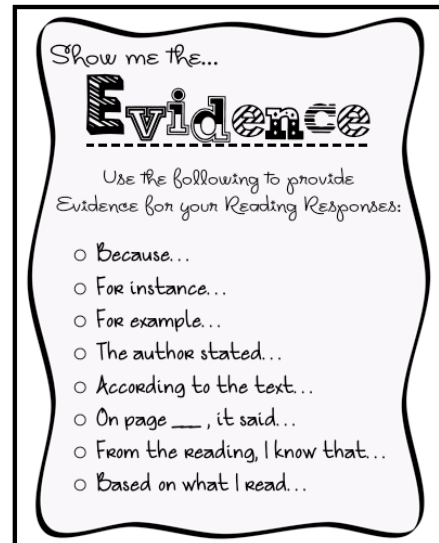 Show me the...
Evidence
Use the following to provide
Evidence for your Reading Responses:
○ Because...
○ For instance...
○ For example...
○ The author stated...
○ According to the text...
○ On page ___, it said...
○ From the reading, I know that...
○ Based on what I read...